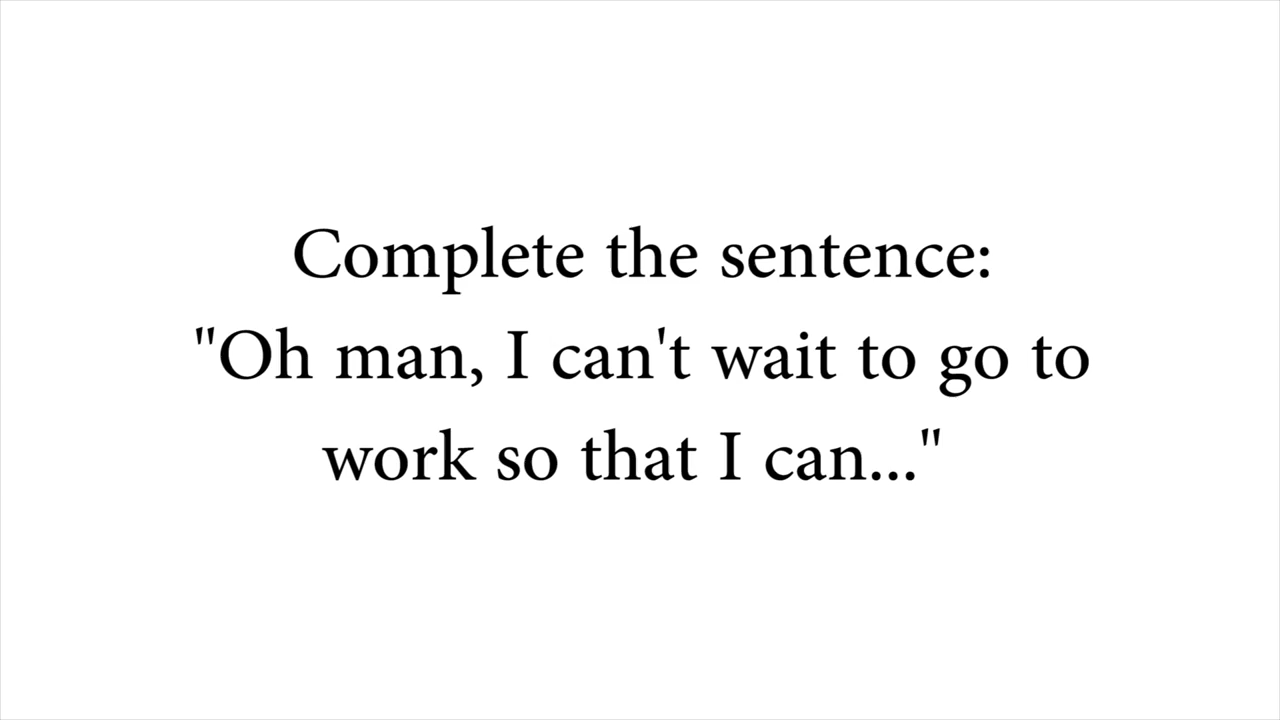 Complete the sentence:
"Oh man, I can't wait to go to
work so that I can..."